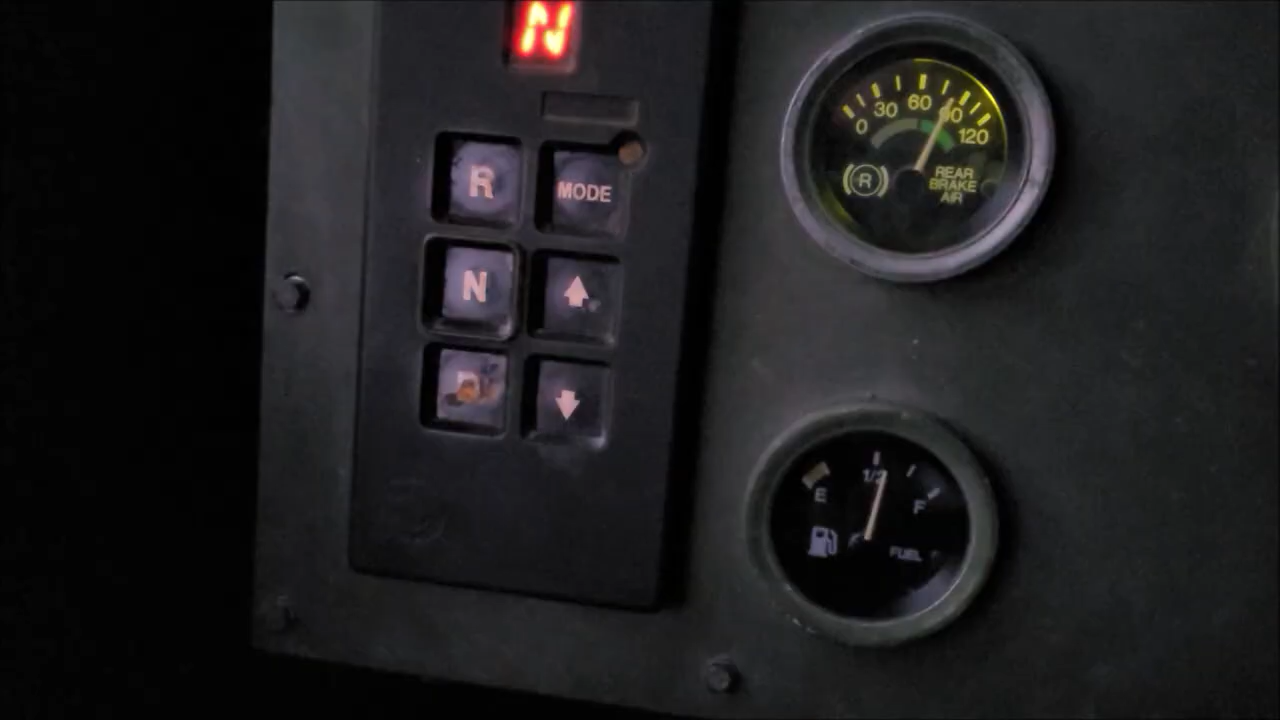 N
R MODE
N
D
0 30 60 90 120
R
REAR
BRAKE
AIR
E 1/2 F
FUEL